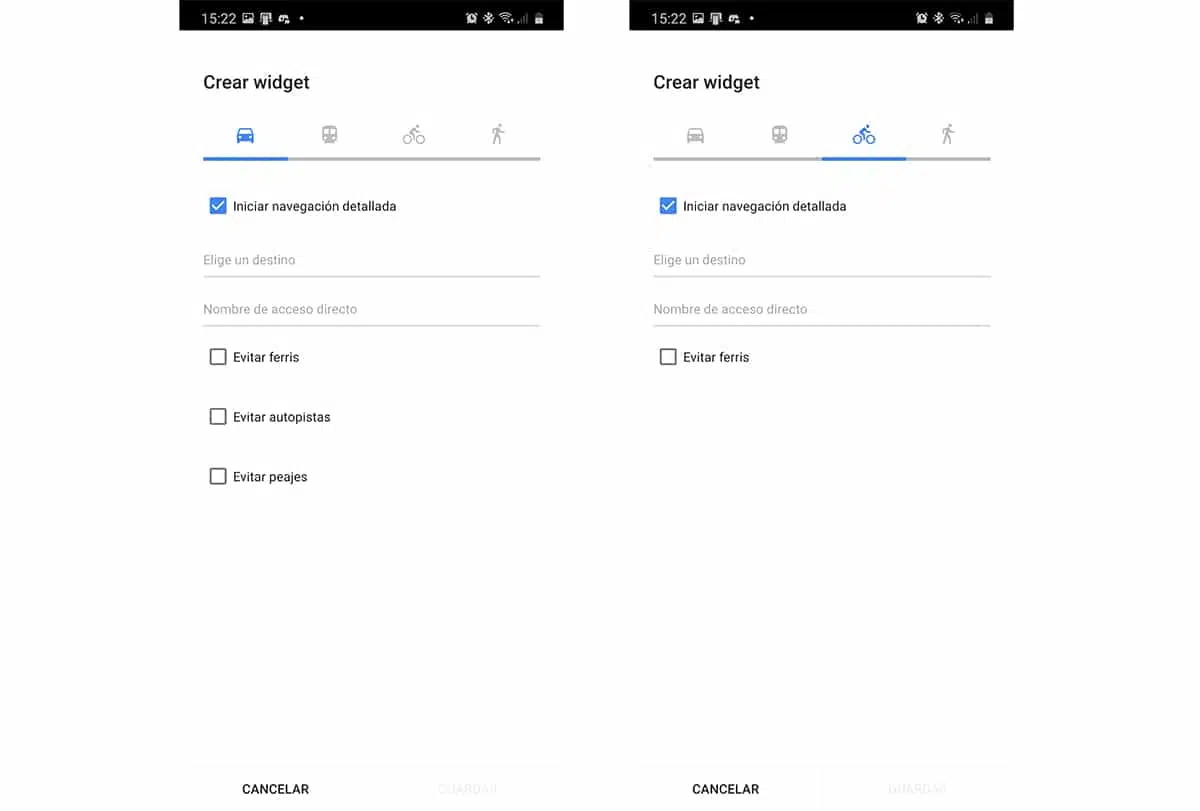 15:22
Crear widget
Iniciar navegación detallada
Elige un destino
Nombre de acceso directo
Evitar ferris
Evitar autopistas
Evitar peajes
CANCELAR
GUARDAR
15:22
Crear widget
Iniciar navegación detallada
Elige un destino
Nombre de acceso directo
Evitar ferris
CANCELAR
GUARDAR